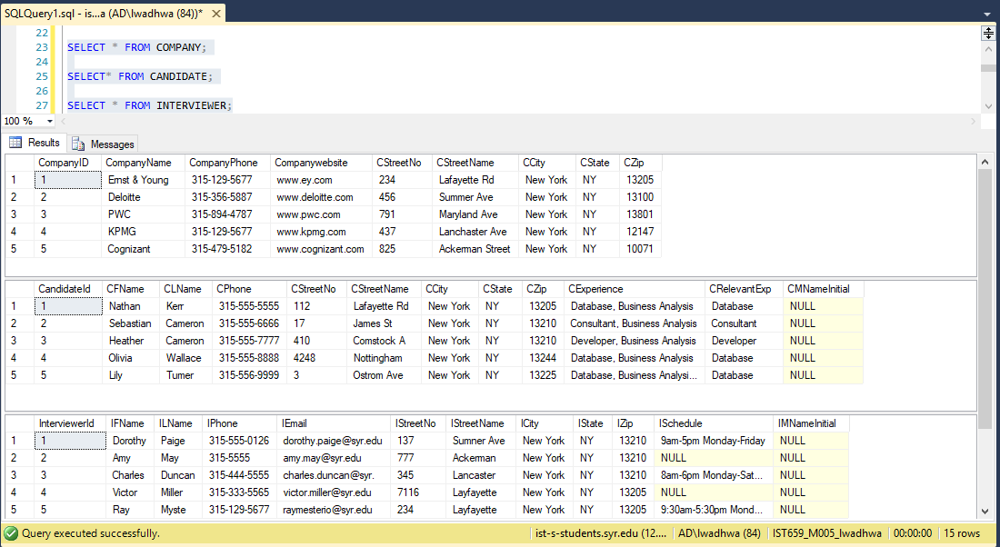 SQLQuery1.sql - is...a (AD\lwadhwa (84))*
22
23 SELECT * FROM COMPANY;
24
25 SELECT* FROM CANDIDATE;
26
27 SELECT * FROM INTERVIEWER;
100 %
Results Messages
CompanyID CompanyName CompanyPhone Companywebsite CStreetNo CStreetName CCity CState CZip
1 1 Ernst & Young 315-129-5677 www.ey.com 234 Lafayette Rd New York NY 13205
2 2 Deloitte 315-356-5887 www.deloitte.com 456 Summer Ave New York NY 13100
3 3 PWC 315-894-4787 www.pwc.com 791 Maryland Ave New York NY 13801
4 4 KPMG 315-129-5677 www.kpmg.com 437 Lanchaster Ave New York NY 12147
5 5 Cognizant 315-479-5182 www.cognizant.com 825 Ackerman Street New York NY 10071
CandidateId CFName CLName CPhone CStreetNo CStreetName CCity CState CZip CExperience CRelevantExp CMNameInitial
1 1 Nathan Kerr 315-555-5555 112 Lafayette Rd New York NY 13205 Database, Business Analysis Database NULL
2 2 Sebastian Cameron 315-555-6666 17 James St New York NY 13210 Consultant, Business Analysis Consultant NULL
3 3 Heather Cameron 315-555-7777 410 Comstock A New York NY 13210 Developer, Business Analysis Developer NULL
4 4 Olivia Wallace 315-555-8888 4248 Nottingham New York NY 13244 Database, Business Analysis Database NULL
5 5 Lily Turner 315-556-9999 3 Ostrom Ave New York NY 13225 Database, Business Analysi... Database NULL
InterviewerId IFName ILName IPhone IEmail IStreetNo IStreetName ICity IState IZip ISchedule IMNameInitial
1 1 Dorothy Paige 315-555-0126 dorothy.paige@syr.edu 137 Sumner Ave New York NY 13210 9am-5pm Monday-Friday NULL
2 2 Amy May 315-5555 amy.may@syr.edu 777 Ackerman New York NY 13210 NULL NULL
3 3 Charles Duncan 315-444-5555 charles.duncan@syr. 345 Lancaster New York NY 13210 8am-6pm Monday-Sat... NULL
4 4 Victor Miller 315-333-5565 victor.miller@syr.edu 7116 Layfayette New York NY 13205 NULL NULL
5 5 Ray Myste 315-129-5677 raymesterio@syr.edu 234 Layfayette New York NY 13205 9:30am-5:30pm Mond... NULL
Query executed successfully. ist-s-students.syr.edu (12.... AD\lwadhwa (84) IST659_M005_lwadhwa 00:00:00 15 rows